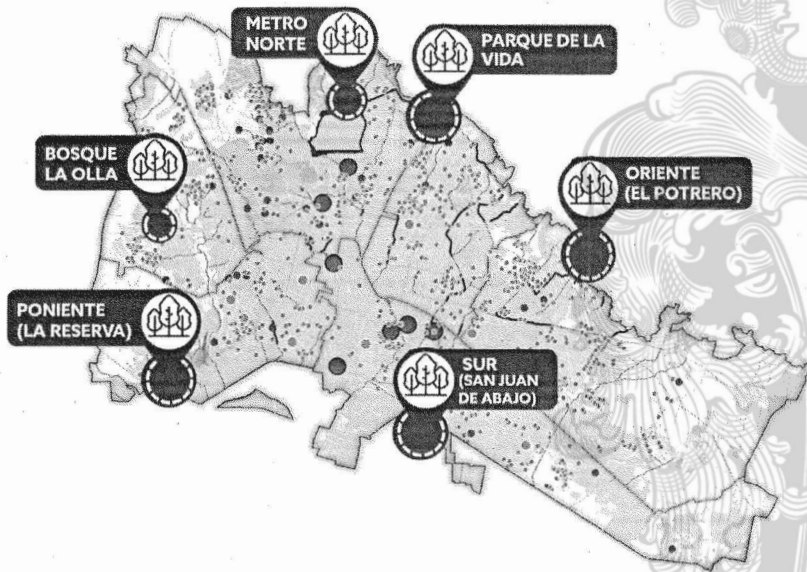 METRO
NORTE
PARQUE DE LA
VIDA
BOSQUE
LA OLLA
ORIENTE
(EL POTRERO)
PONIENTE
(LA RESERVA)
SUR
(SAN JUAN
DE ABAJO)